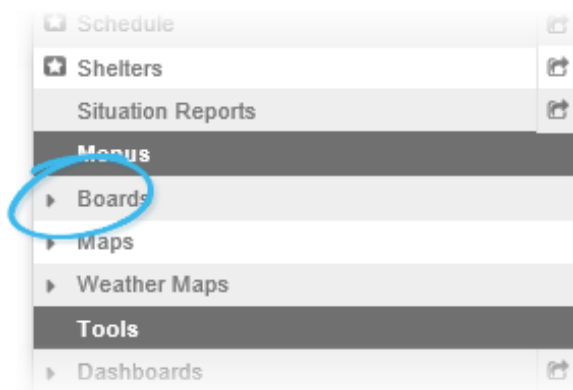 Schedule
Shelters
Situation Reports
Menus
Boards
Maps
Weather Maps
Tools
Dashboards